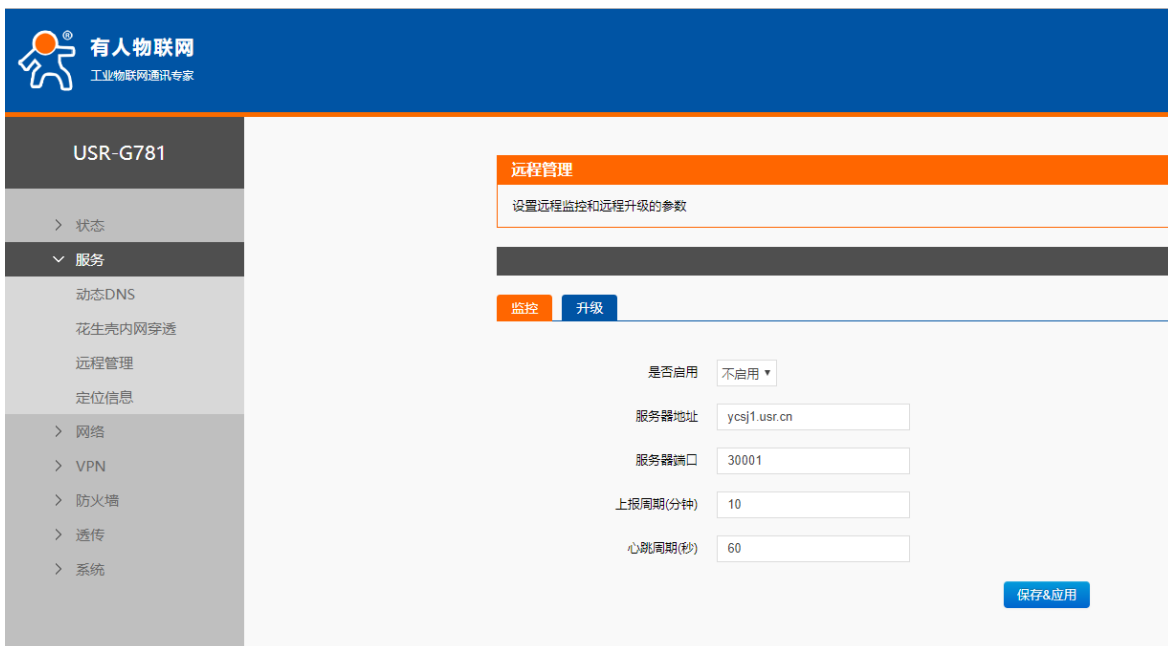 ®
有人物联网
工业物联网通讯专家
USR-G781
状态
服务
动态DNS
花生壳内网穿透
远程管理
定位信息
网络
VPN
防火墙
透传
系统
远程管理
设置远程监控和远程升级的参数
监控 升级
是否启用 不启用
服务器地址 ycsj1.usr.cn
服务器端口 30001
上报周期(分钟) 10
心跳周期(秒) 60
保存&应用